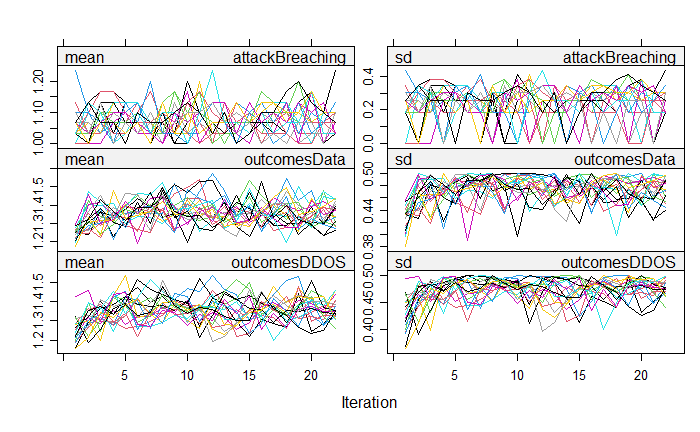 mean attackBreaching
sd attackBreaching
1.00 1.10 1.20
0.0 0.2 0.4
mean outcomesData
sd outcomesData
1.2 1.3 1.4 1.5
0.38 0.44 0.50
mean outcomesDDOS
sd outcomesDDOS
1.2 1.3 1.4 1.5
0.40 0.45 0.50
5 10 15 20
5 10 15 20
Iteration